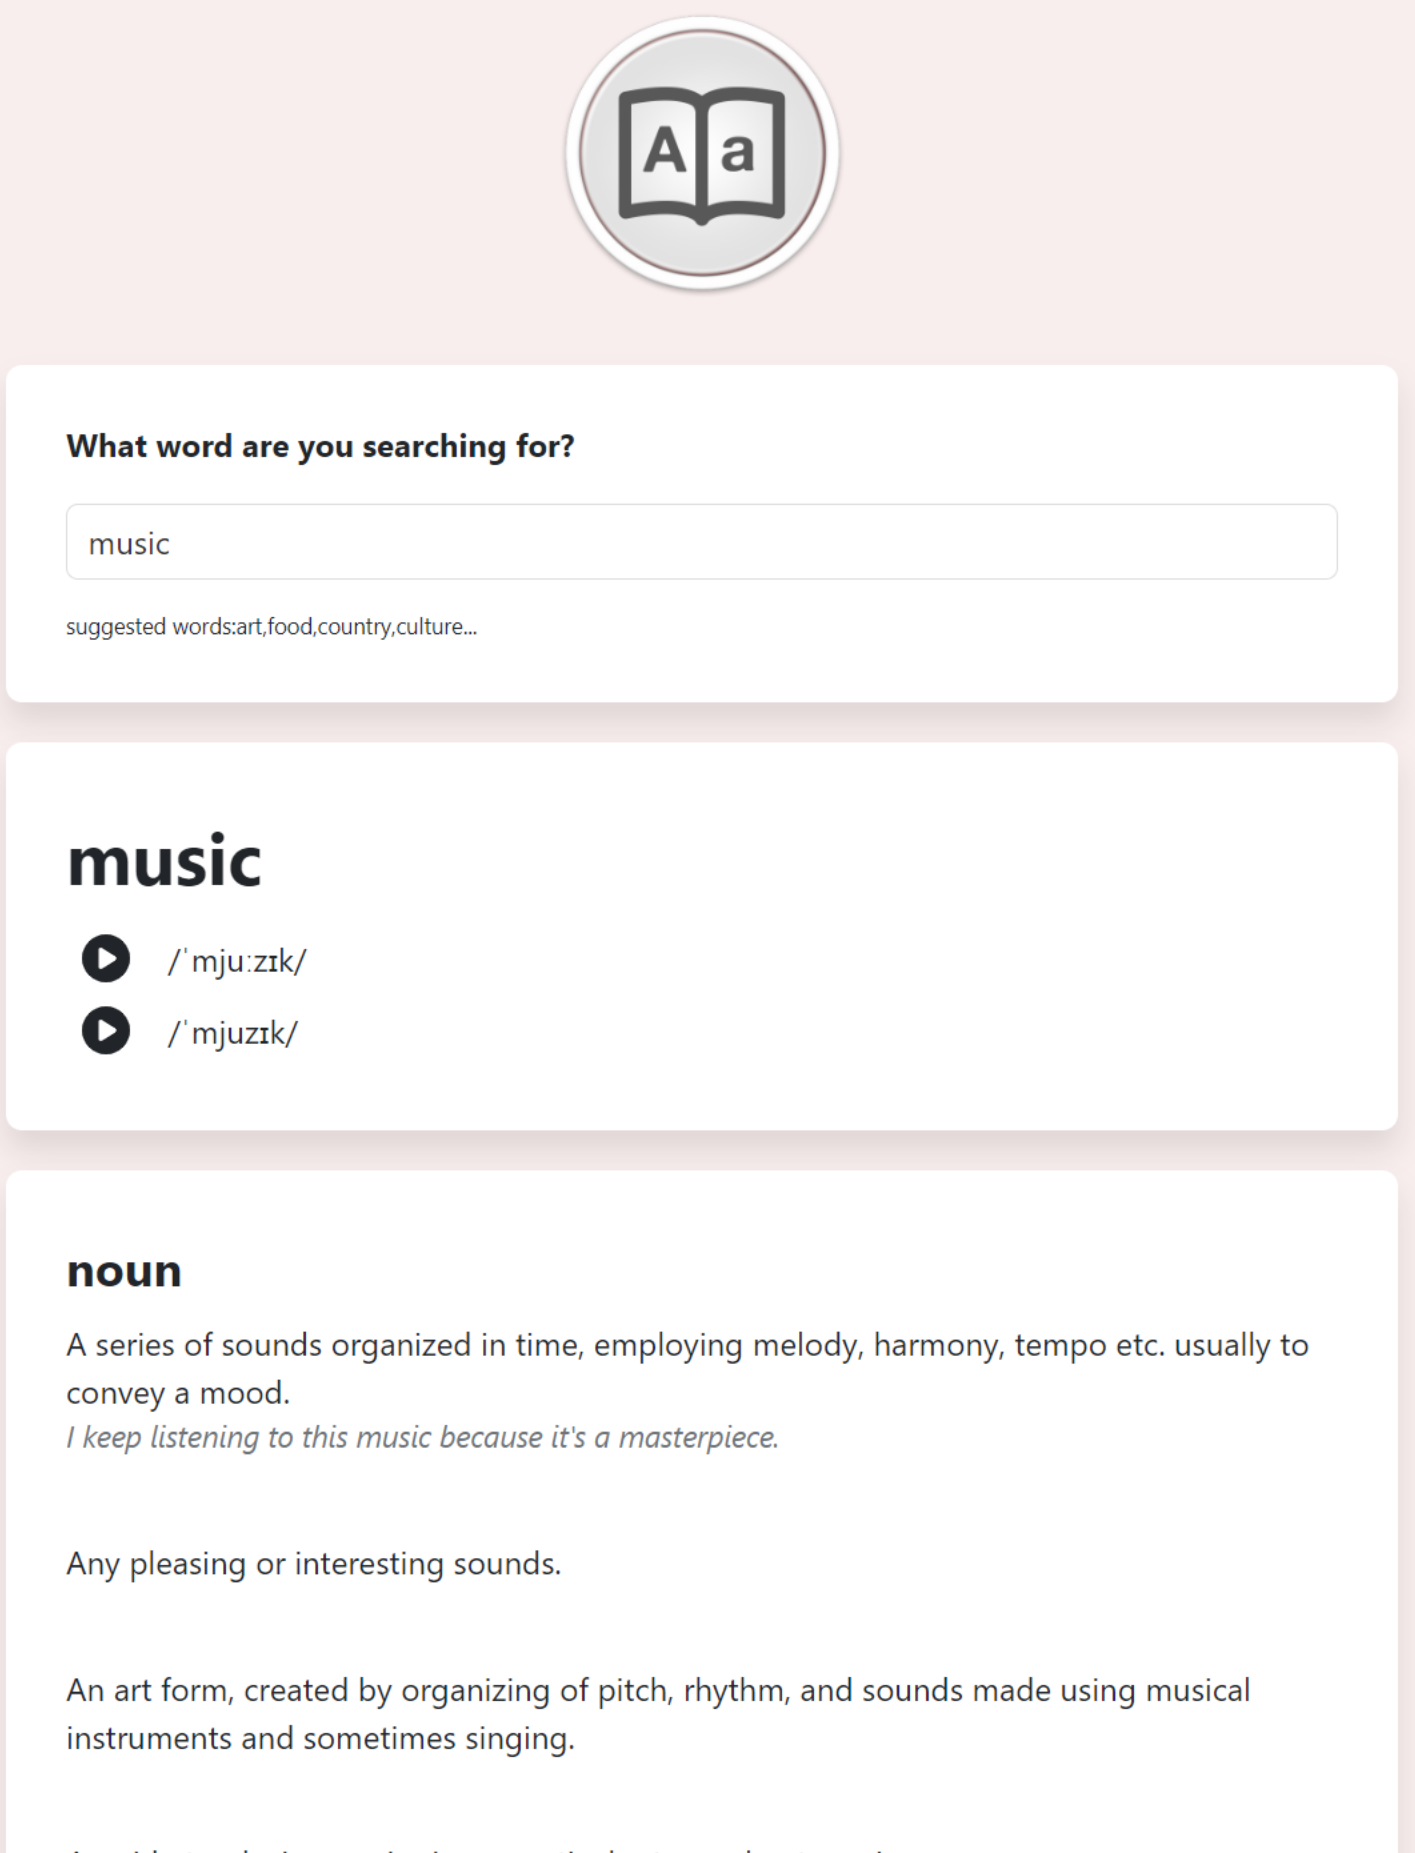 A a
What word are you searching for?
music
suggested words:art,food,country,culture...
music
/ˈmjuːzɪk/
/ˈmjuzɪk/
noun
A series of sounds organized in time, employing melody, harmony, tempo etc. usually to
convey a mood.
I keep listening to this music because it's a masterpiece.
Any pleasing or interesting sounds.
An art form, created by organizing of pitch, rhythm, and sounds made using musical
instruments and sometimes singing.